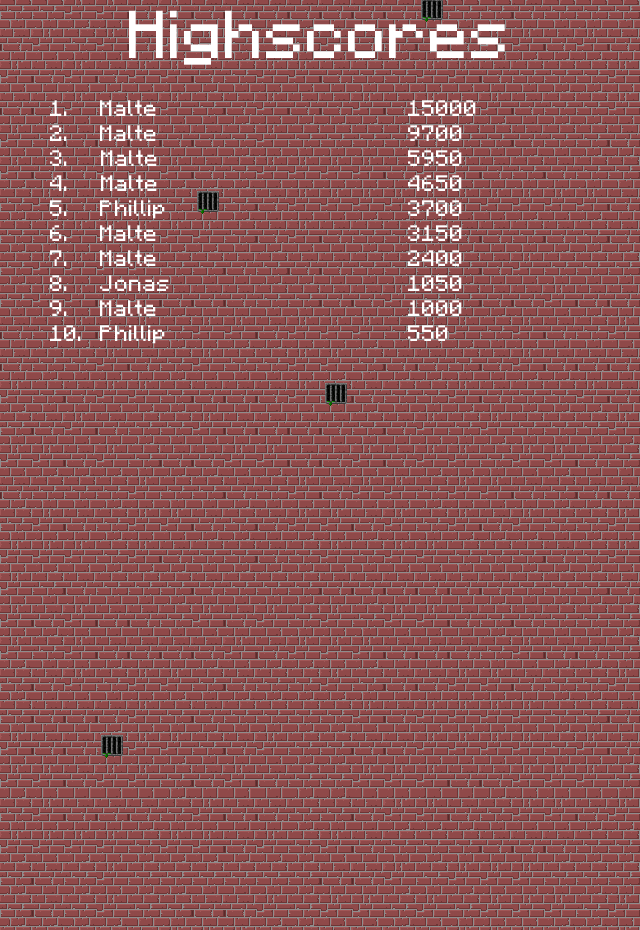 Highscores
1. Malte 15000
2. Malte 9700
3. Malte 5950
4. Malte 4650
5. Phillip 3700
6. Malte 3150
7. Malte 2400
8. Jonas 1050
9. Malte 1000
10. Phillip 550